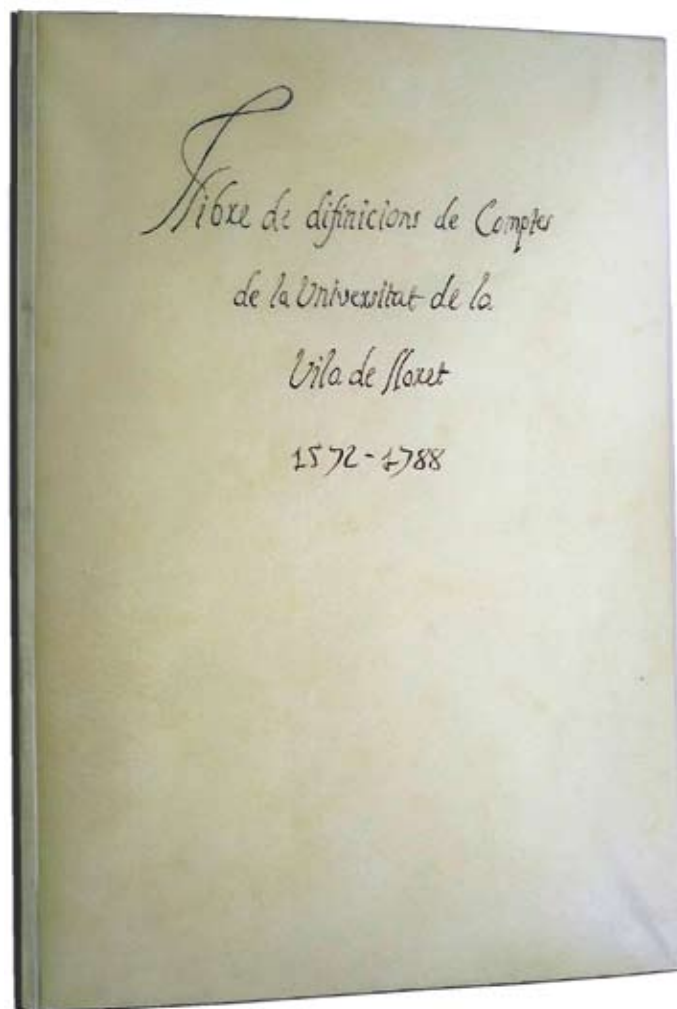 Llibre de difinicions de Comptes
de la Universitat de la
Vila de lloret
1572-1788